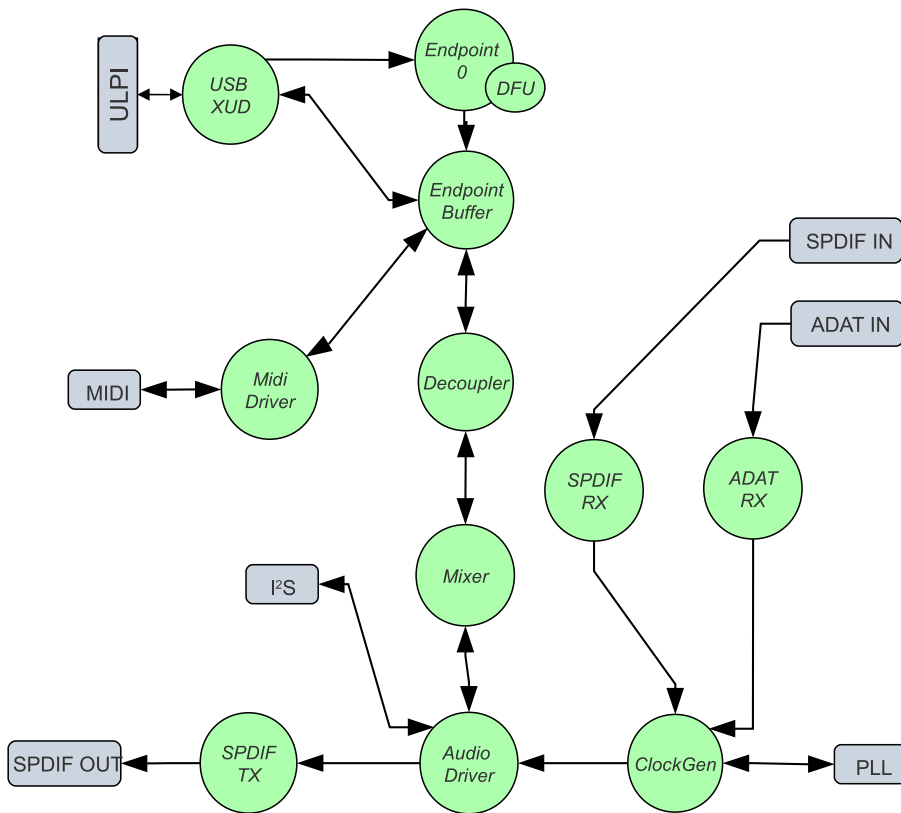 Endpoint
0
DFU
ULPI
USB
XUD
Endpoint
Buffer
SPDIF IN
ADAT IN
MIDI
Midi
Driver
Decoupler
SPDIF
RX
ADAT
RX
I²S
Mixer
SPDIF OUT
SPDIF
TX
Audio
Driver
ClockGen
PLL